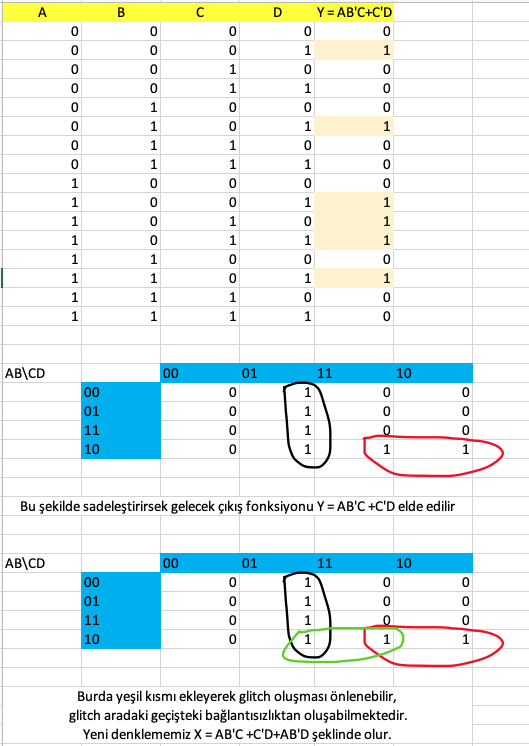 A B C D Y = AB'C+C'D
0 0 0 0 0
0 0 0 1 1
0 0 1 0 0
0 0 1 1 0
0 1 0 0 0
0 1 0 1 1
0 1 1 0 0
0 1 1 1 0
1 0 0 0 0
1 0 0 1 1
1 0 1 0 1
1 0 1 1 1
1 1 0 0 0
1 1 0 1 1
1 1 1 0 0
1 1 1 1 0
AB\CD 00 01 11 10
00 0 1 0 0
01 0 1 0 0
11 0 1 0 0
10 0 1 1 1
Bu şekilde sadeleştirirsek gelecek çıkış fonksiyonu Y = AB'C +C'D elde edilir
AB\CD 00 01 11 10
00 0 1 0 0
01 0 1 0 0
11 0 1 0 0
10 0 1 1 1
Burda yeşil kısmı ekleyerek glitch oluşması önlenebilir,
glitch aradaki geçişteki bağlantısızlıktan oluşabilmektedir.
Yeni denklememiz X = AB'C +C'D+AB'D şeklinde olur.